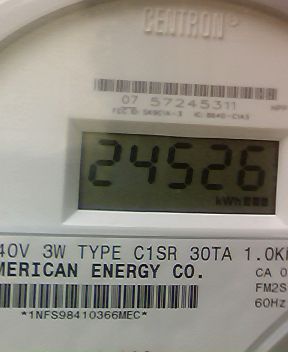 CENTRON®
07 57245311
24526
kWh
40V 3W TYPE C1SR 30TA 1.0K
MERICAN ENERGY CO.
CA 0
FM2S
60Hz
*1NFS98410366MEC*